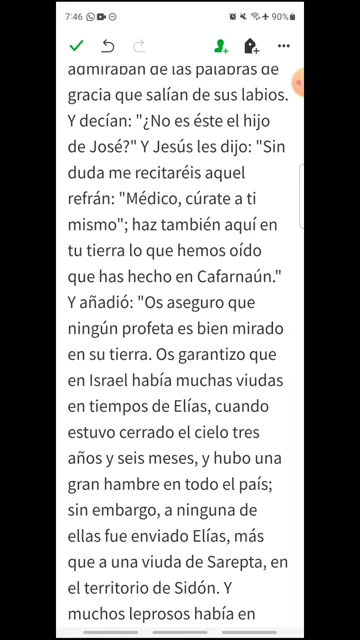 7:46
90%
admiraban de las palabras de
gracia que salían de sus labios.
Y decían: "¿No es éste el hijo
de José?" Y Jesús les dijo: "Sin
duda me recitaréis aquel
refrán: "Médico, cúrate a ti
mismo"; haz también aquí en
tu tierra lo que hemos oído
que has hecho en Cafarnaún."
Y añadió: "Os aseguro que
ningún profeta es bien mirado
en su tierra. Os garantizo que
en Israel había muchas viudas
en tiempos de Elías, cuando
estuvo cerrado el cielo tres
años y seis meses, y hubo una
gran hambre en todo el país;
sin embargo, a ninguna de
ellas fue enviado Elías, más
que a una viuda de Sarepta, en
el territorio de Sidón. Y
muchos leprosos había en